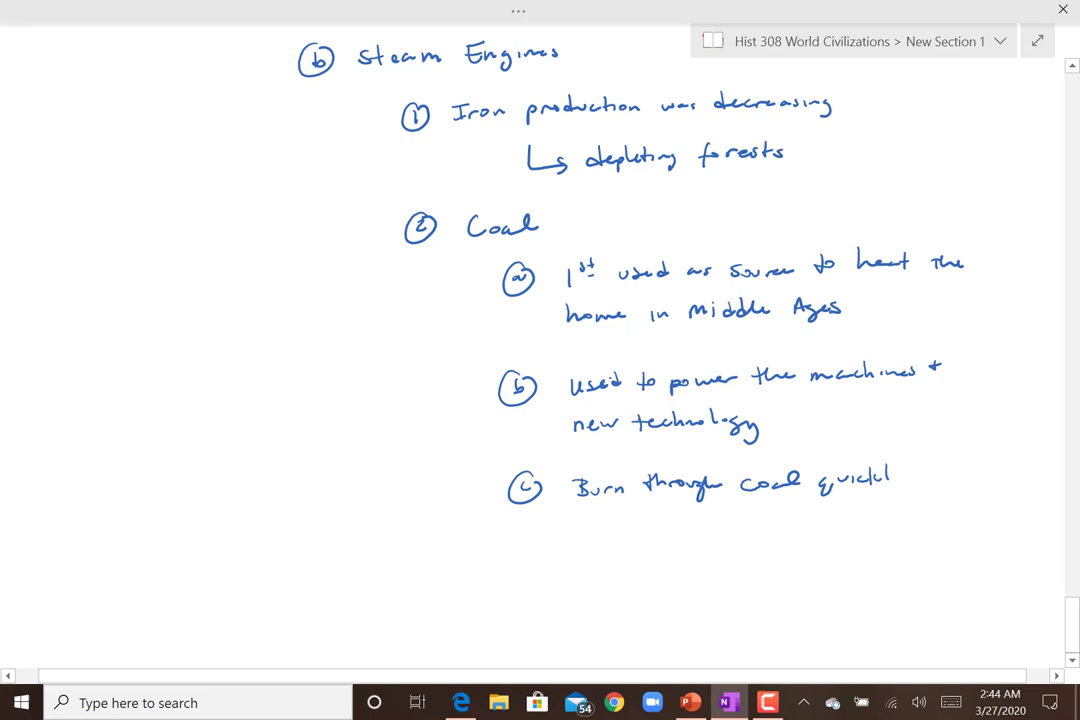 Hist 308 World Civilizations > New Section 1
b Steam Engines
1 Iron production was decreasing
↳ depleting forests
2 Coal
a 1st used as source to heat the
home in Middle Ages
b Used to power the machines +
new technology
c Burn through coal quickl
Type here to search
54
2:44 AM
3/27/2020